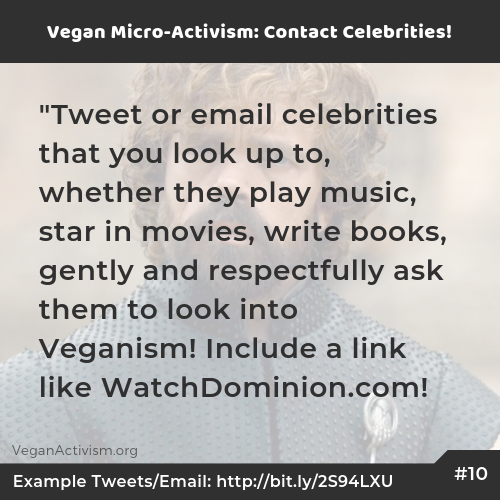 Vegan Micro-Activism: Contact Celebrities!
"Tweet or email celebrities
that you look up to,
whether they play music,
star in movies, write books,
gently and respectfully ask
them to look into
Veganism! Include a link
like WatchDominion.com!
VeganActivism.org
Example Tweets/Email: http://bit.ly/2S94LXU
#10